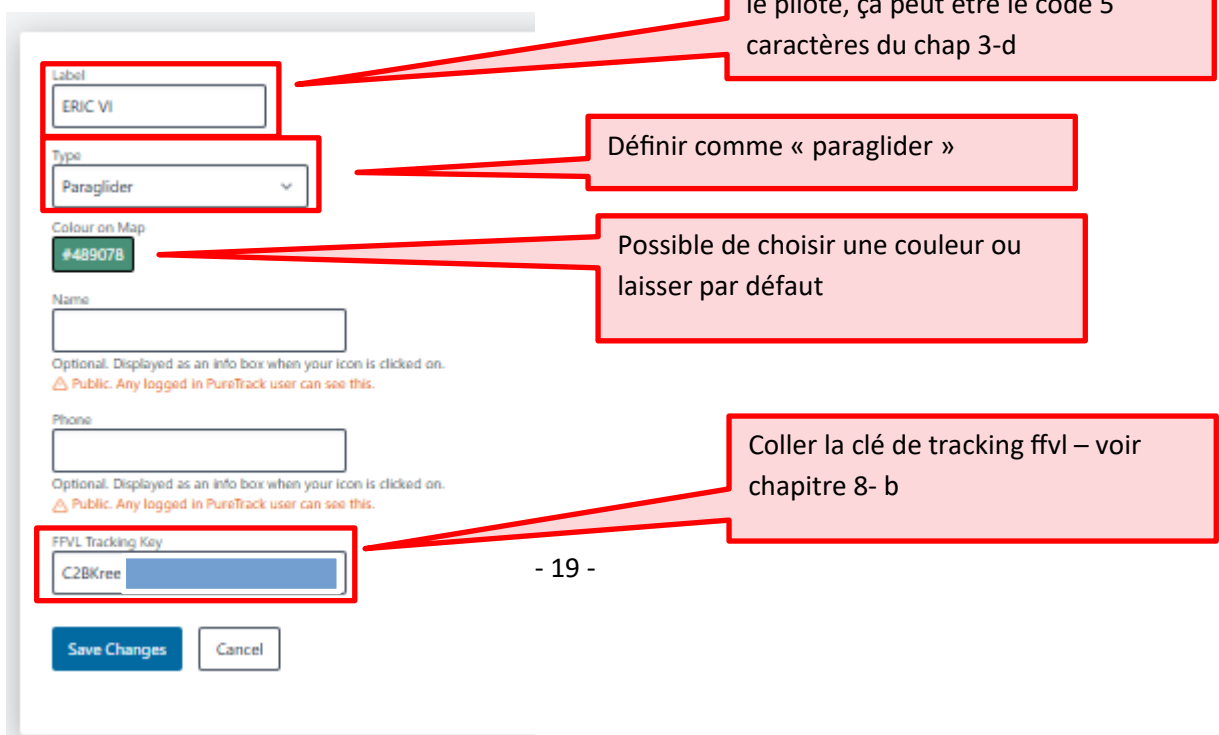 le pilote, ça peut être le code 5
caractères du chap 3-d
Label
ERIC VI
Type
Paraglider
Définir comme « paraglider »
Colour on Map
#489078
Possible de choisir une couleur ou
laisser par défaut
Name
Optional. Displayed as an info box when your icon is clicked on.
Public. Any logged in PureTrack user can see this.
Phone
Optional. Displayed as an info box when your icon is clicked on.
Public. Any logged in PureTrack user can see this.
Coller la clé de tracking ffvl – voir
chapitre 8- b
FFVL Tracking Key
C2BKree
- 19 -
Save Changes
Cancel